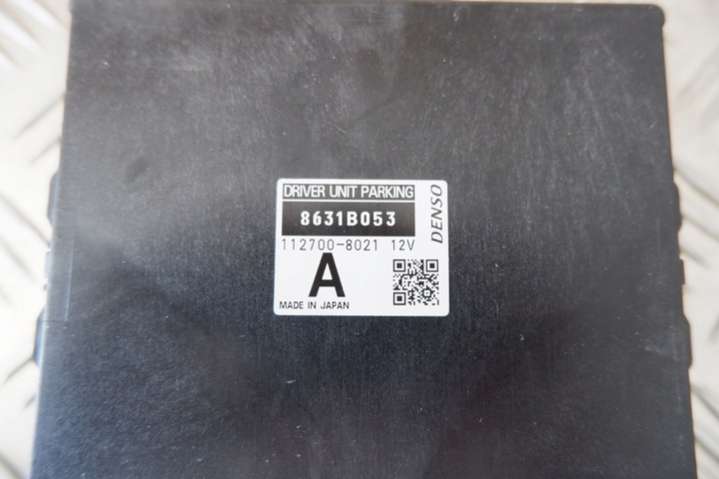 DRIVER UNIT PARKING
8631B053
112700-8021 12V
DENSO
A
MADE IN JAPAN